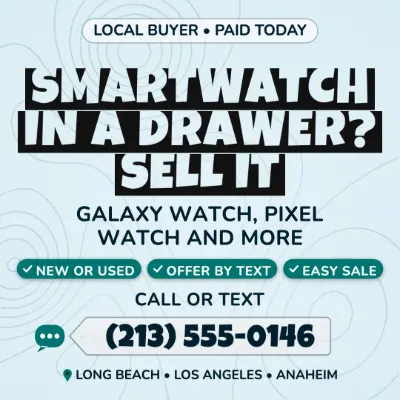 LOCAL BUYER • PAID TODAY
SMARTWATCH
IN A DRAWER?
SELL IT
GALAXY WATCH, PIXEL
WATCH AND MORE
✓ NEW OR USED ✓ OFFER BY TEXT ✓ EASY SALE
CALL OR TEXT
(213) 555-0146
LONG BEACH • LOS ANGELES • ANAHEIM